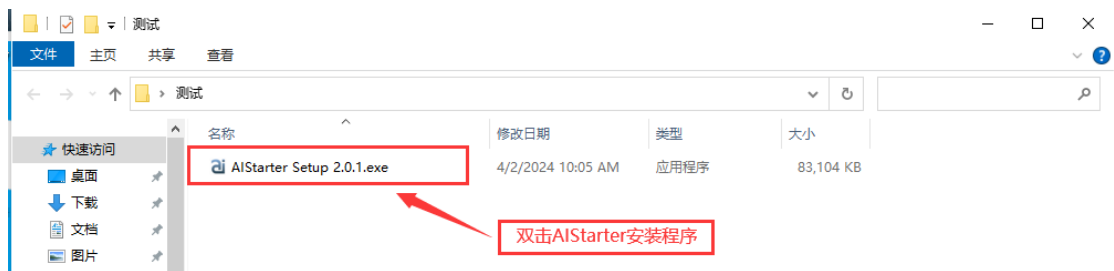 测试
文件 主页 共享 查看
测试
名称 修改日期 类型 大小
快速访问
ai AIStarter Setup 2.0.1.exe 4/2/2024 10:05 AM 应用程序 83,104 KB
桌面
下载
文档
双击AIStarter安装程序
图片